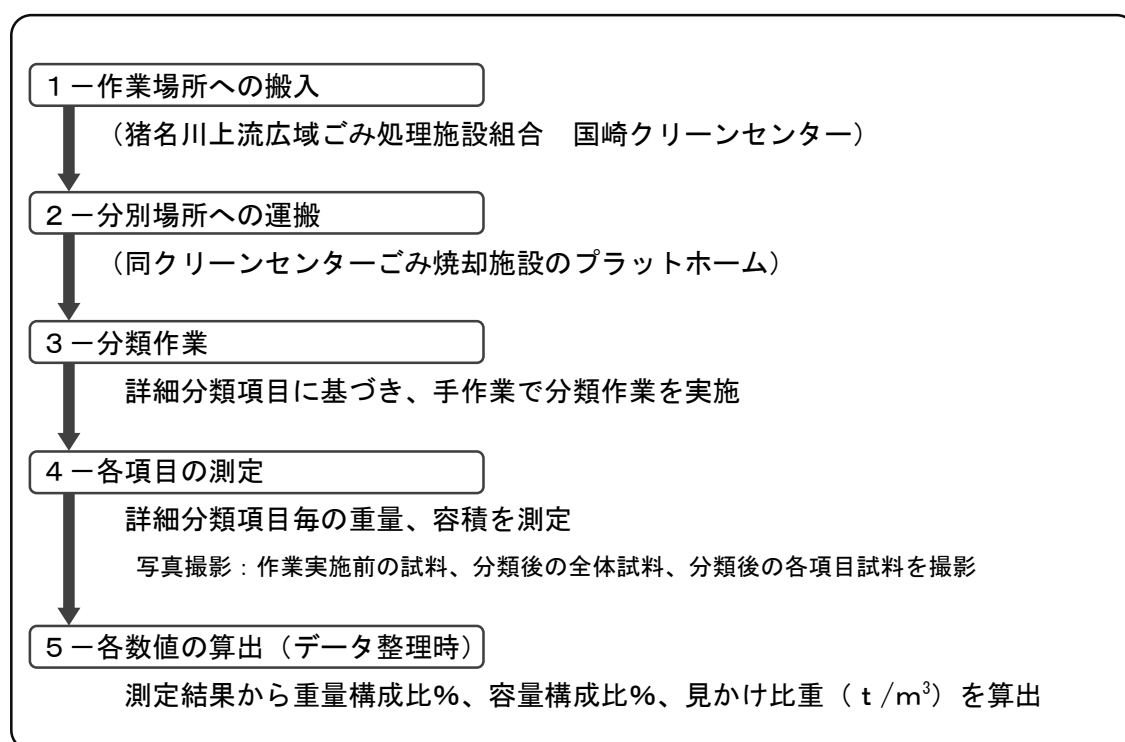 1－作業場所への搬入
（猪名川上流広域ごみ処理施設組合　国崎クリーンセンター）
2－分別場所への運搬
（同クリーンセンターごみ焼却施設のプラットホーム）
3－分類作業
詳細分類項目に基づき、手作業で分類作業を実施
4－各項目の測定
詳細分類項目毎の重量、容積を測定
写真撮影：作業実施前の試料、分類後の全体試料、分類後の各項目試料を撮影
5－各数値の算出（データ整理時）
測定結果から重量構成比%、容量構成比%、見かけ比重（ｔ/m³）を算出